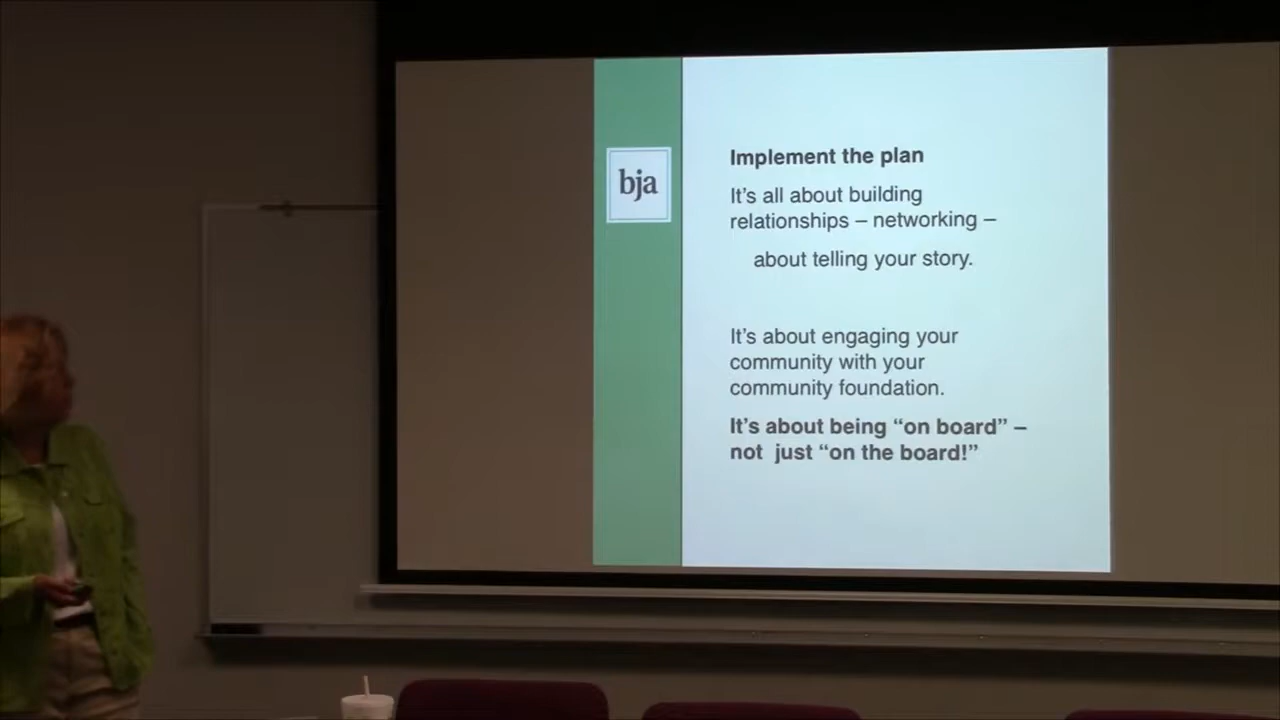 bja
Implement the plan
It's all about building
relationships – networking –
about telling your story.
It's about engaging your
community with your
community foundation.
It's about being “on board” –
not  just “on the board!”